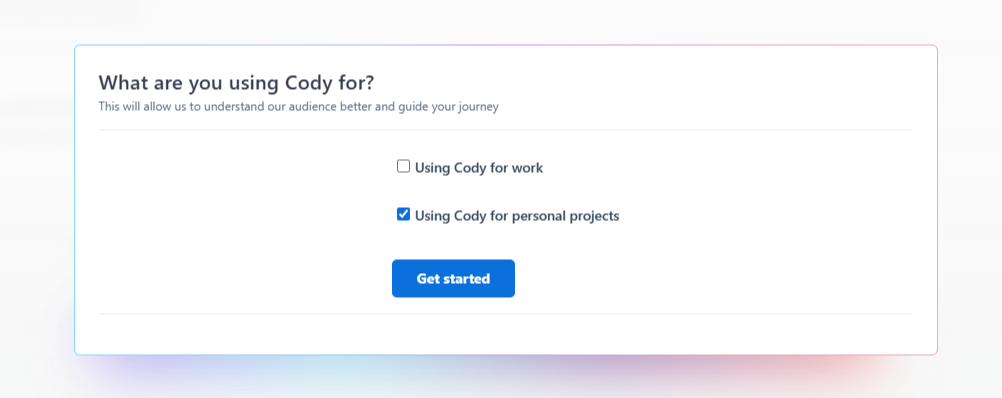 What are you using Cody for?
This will allow us to understand our audience better and guide your journey
Using Cody for work
Using Cody for personal projects
Get started